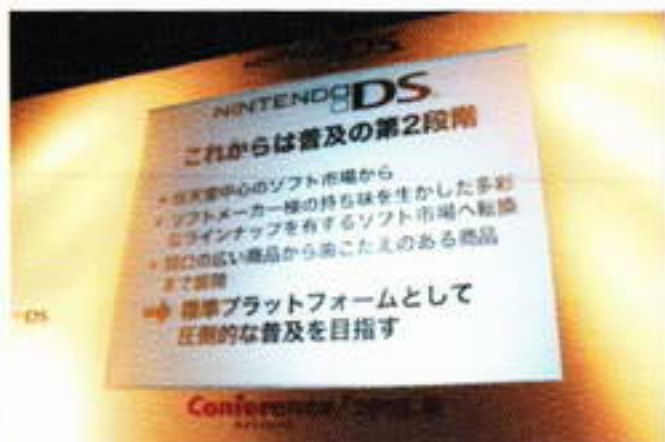 NINTENDO DS
これからは普及の第2段階
• 任天堂中心のソフト市場から
• ソフトメーカー様の持ち味を生かした多彩
なラインナップを有するソフト市場へ転換
• 間口の広い商品から歯ごたえのある商品
まで展開
➡ 標準プラットフォームとして
圧倒的な普及を目指す
DS
Conference